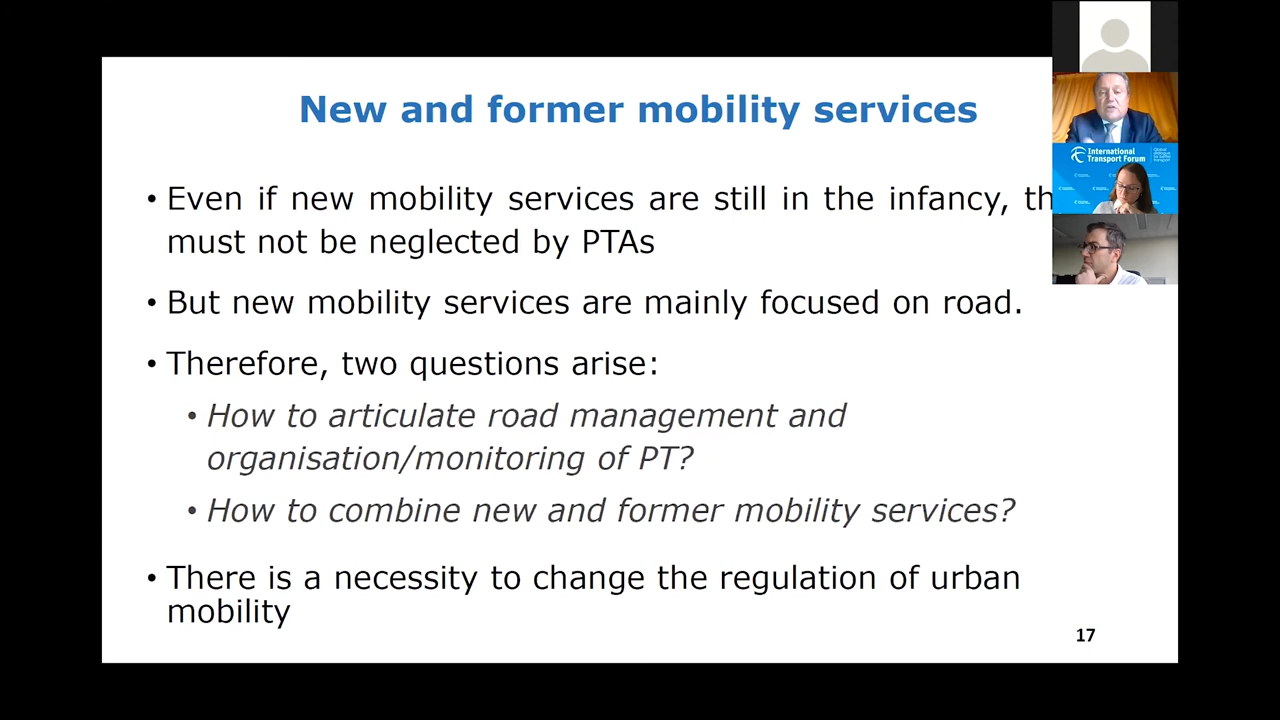 New and former mobility services
International
Transport Forum
• Even if new mobility services are still in the infancy, th
must not be neglected by PTAs
• But new mobility services are mainly focused on road.
• Therefore, two questions arise:
• How to articulate road management and
organisation/monitoring of PT?
• How to combine new and former mobility services?
• There is a necessity to change the regulation of urban
mobility
17